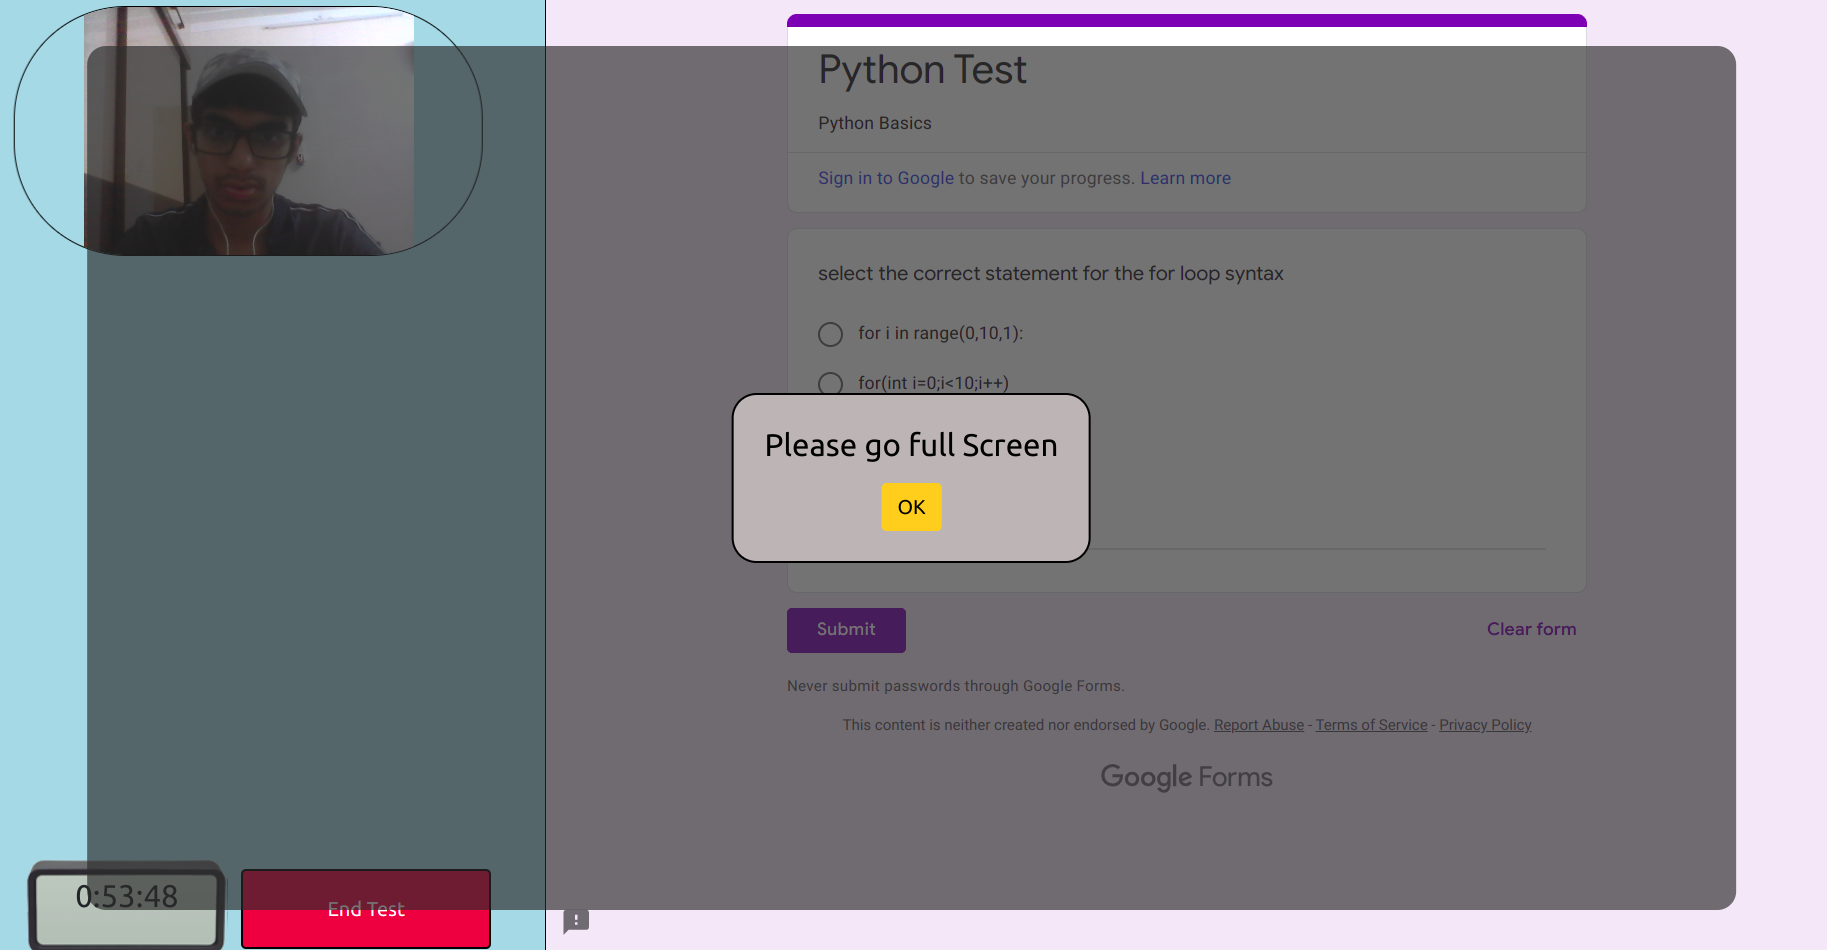 Python Test
Python Basics
Sign in to Google to save your progress. Learn more
select the correct statement for the for loop syntax
for i in range(0,10,1):
for(int i=0;i<10;i++)
Please go full Screen
OK
Submit
Clear form
Never submit passwords through Google Forms.
This content is neither created nor endorsed by Google. Report Abuse - Terms of Service - Privacy Policy
Google Forms
0:53:48
End Test